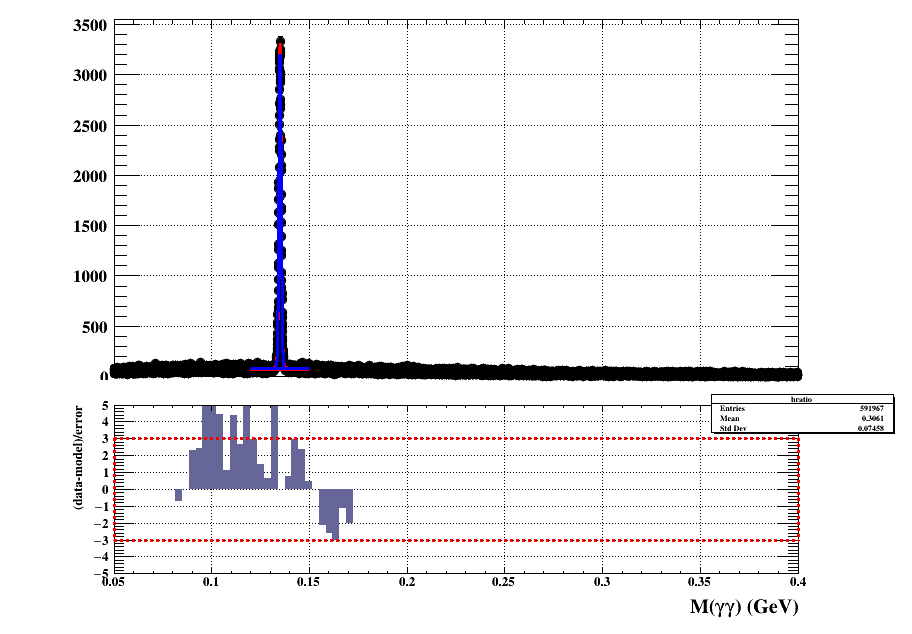 3500
3000
2500
2000
1500
1000
500
0
hratio
Entries 591967
Mean 0.3061
Std Dev 0.07458
(data-model)/error
5
4
3
2
1
0
−1
−2
−3
−4
−5
0.05 0.1 0.15 0.2 0.25 0.3 0.35 0.4
M(γγ) (GeV)